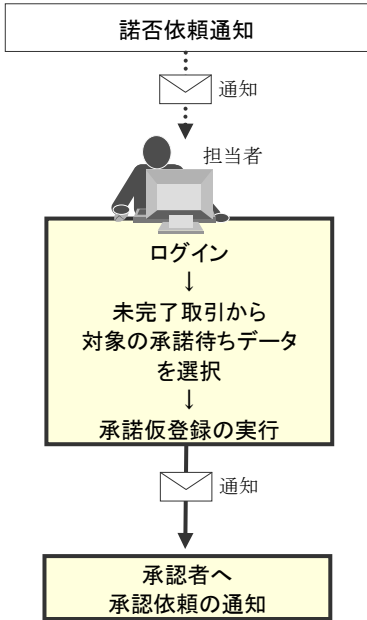 諾否依頼通知
通知
担当者
ログイン
↓
未完了取引から
対象の承諾待ちデータ
を選択
↓
承諾仮登録の実行
通知
承認者へ
承認依頼の通知